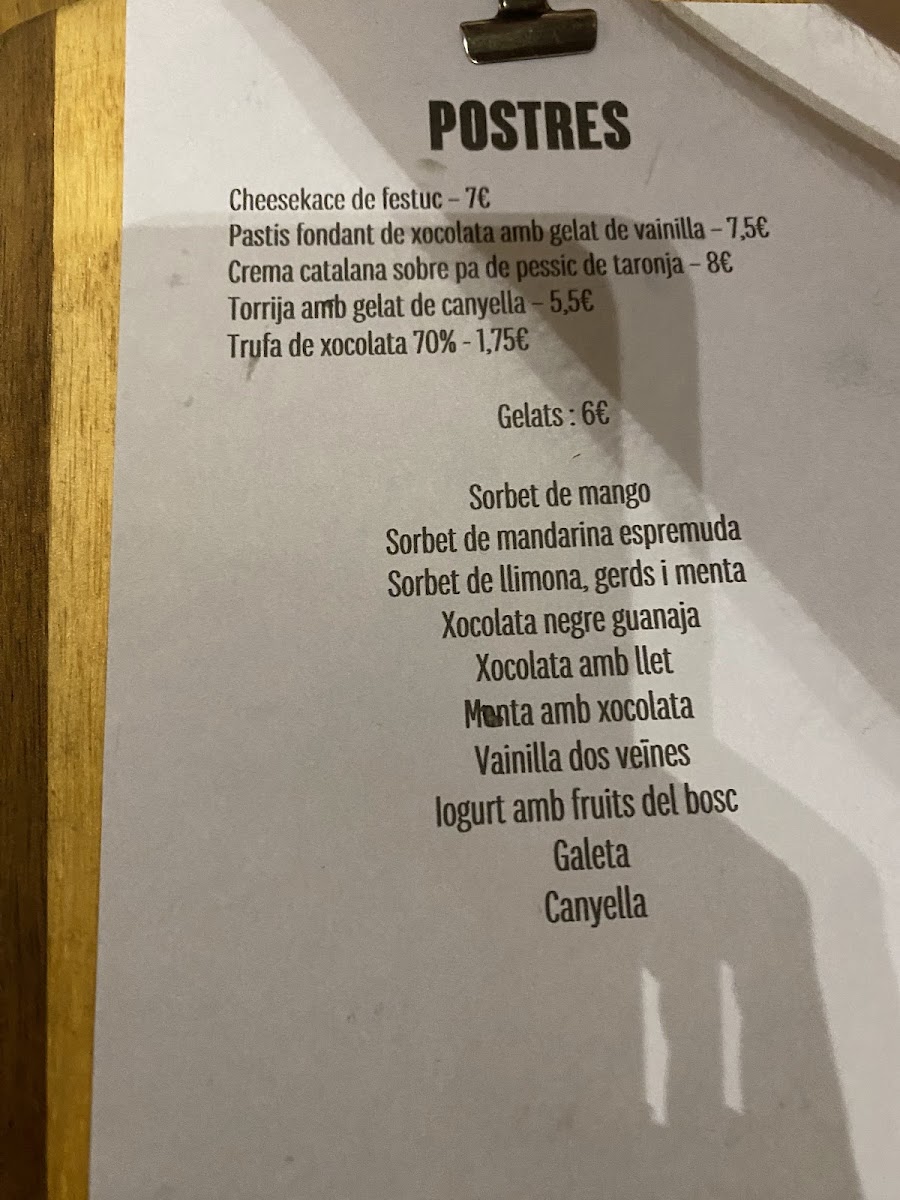 POSTRES
Cheesekace de festuc – 7€
Pastis fondant de xocolata amb gelat de vainilla – 7,5€
Crema catalana sobre pa de pessic de taronja – 8€
Torrija amb gelat de canyella – 5,5€
Trufa de xocolata 70% - 1,75€
Gelats : 6€
Sorbet de mango
Sorbet de mandarina espremuda
Sorbet de llimona, gerds i menta
Xocolata negre guanaja
Xocolata amb llet
Menta amb xocolata
Vainilla dos veïnes
Iogurt amb fruits del bosc
Galeta
Canyella